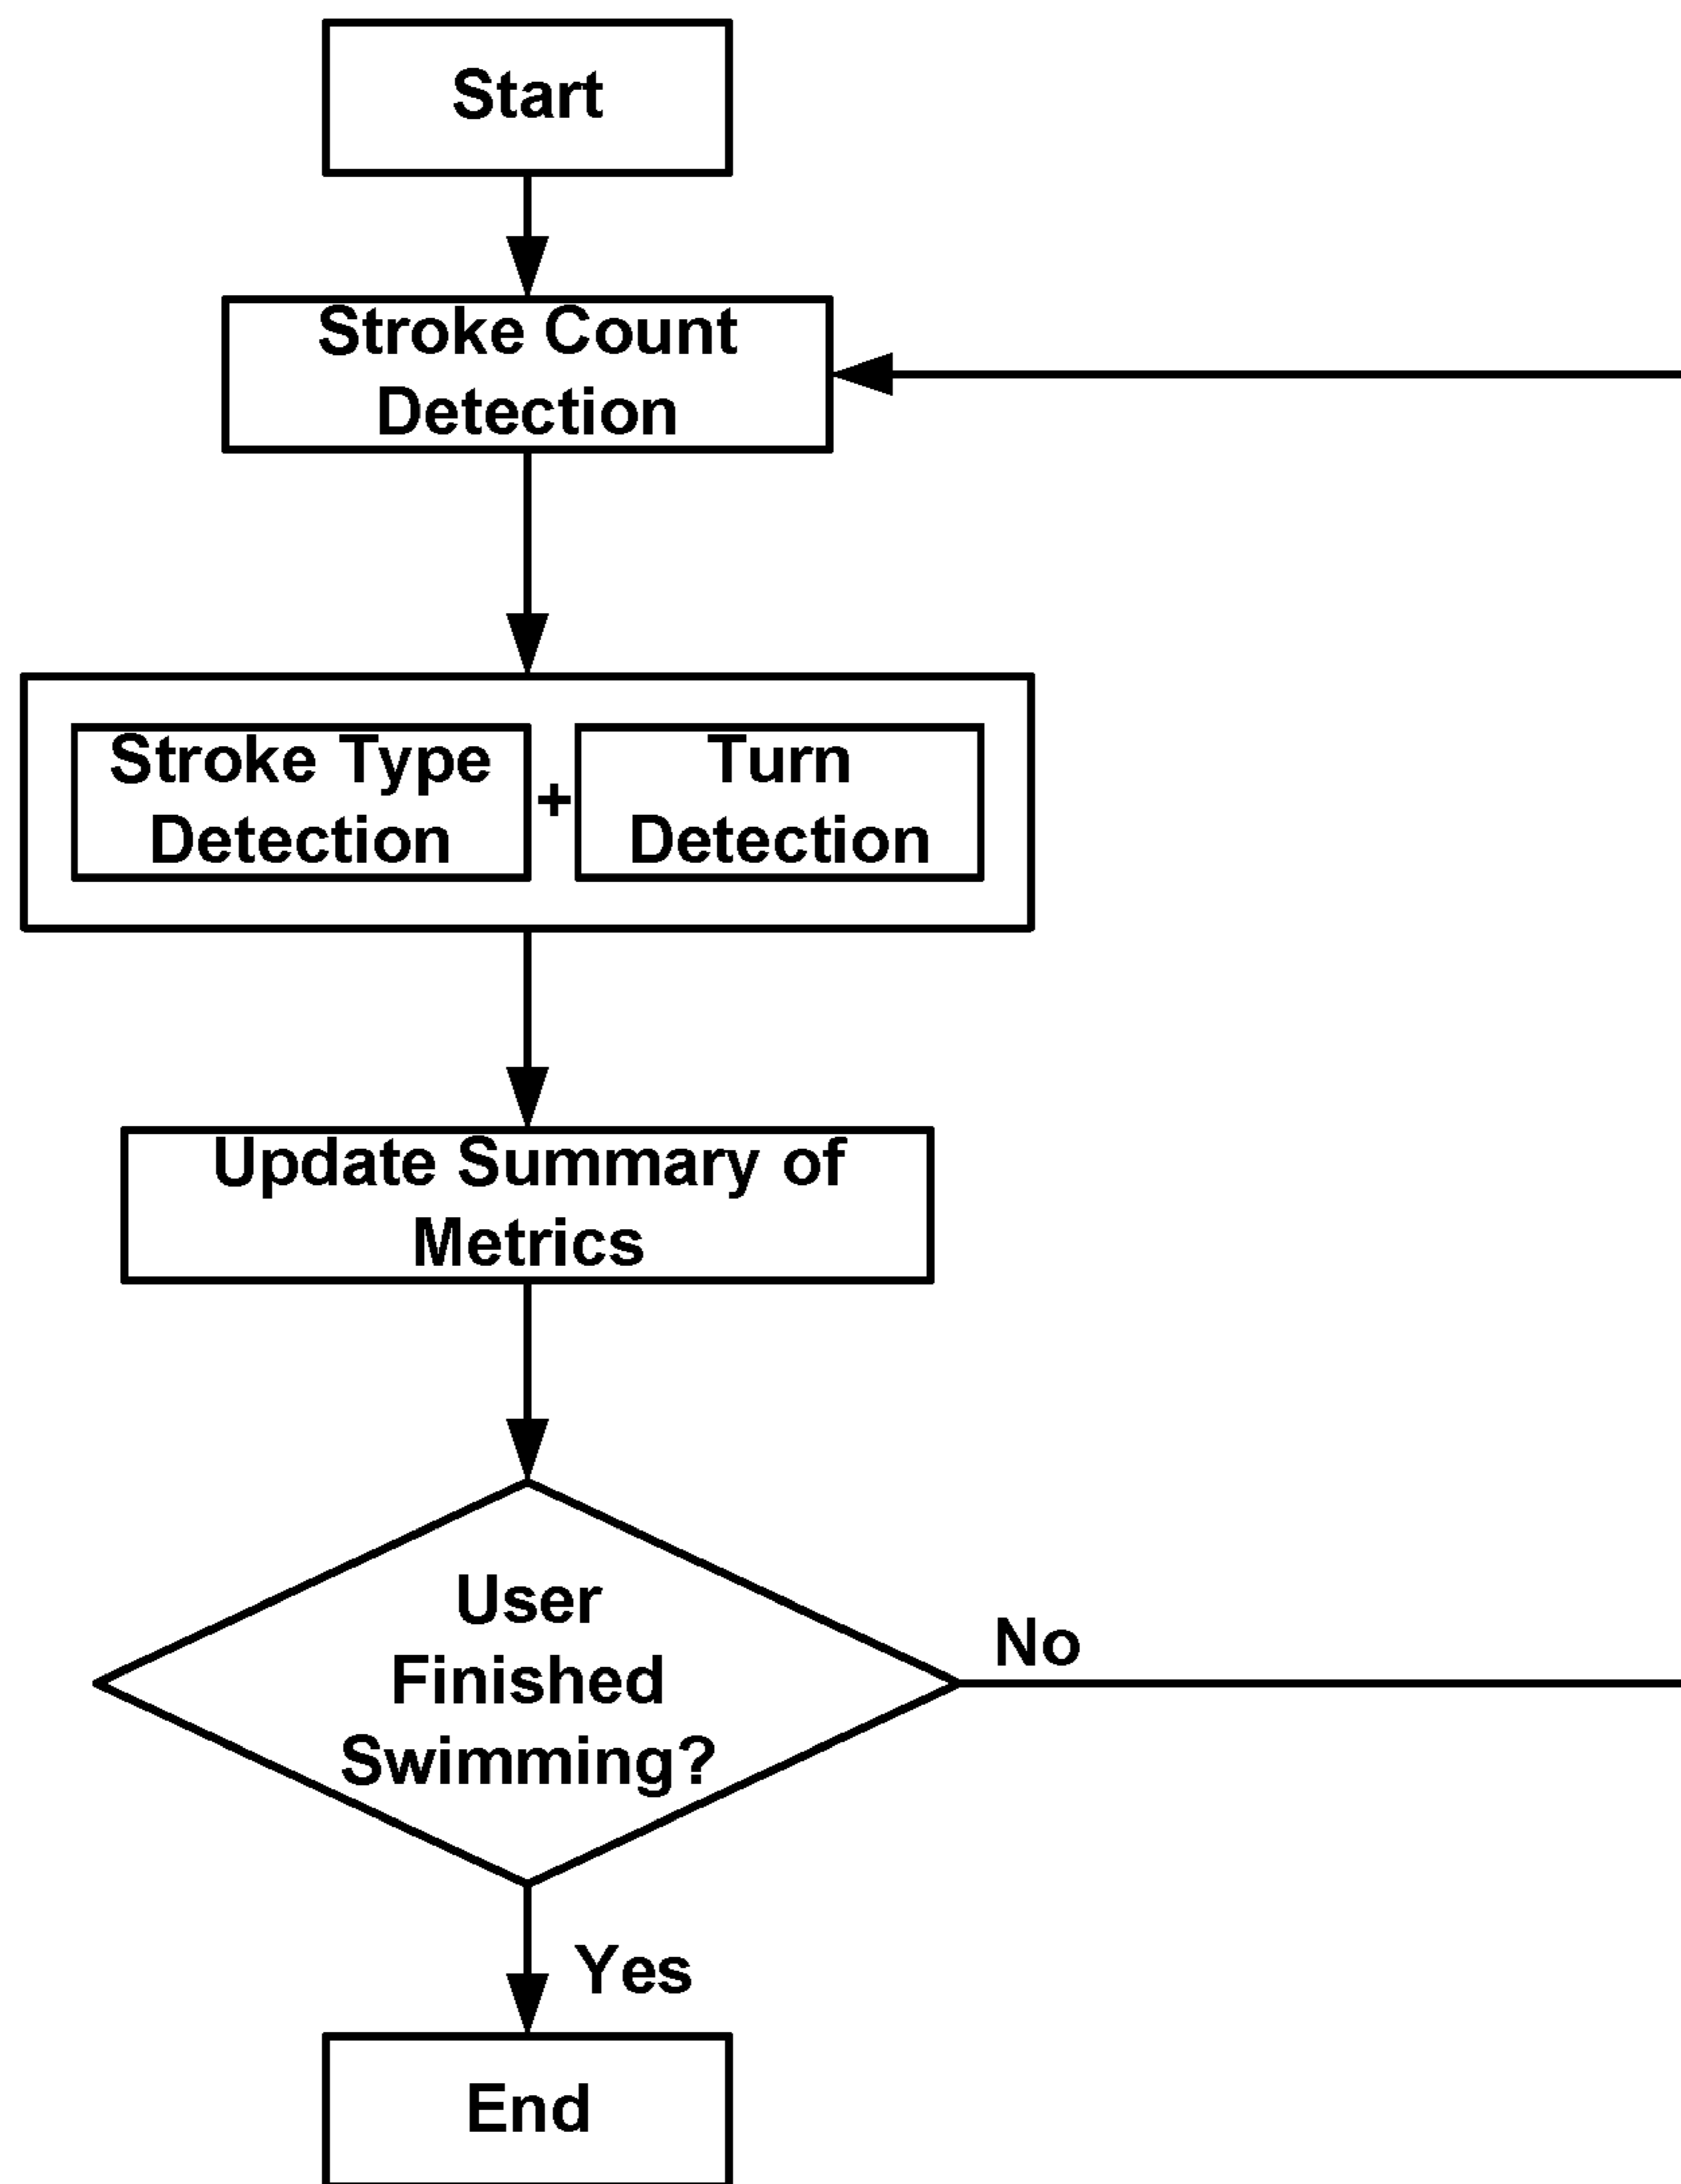 Start
Stroke Count
Detection
Stroke Type
Detection
+
Turn
Detection
Update Summary of
Metrics
User
Finished
Swimming?
No
Yes
End